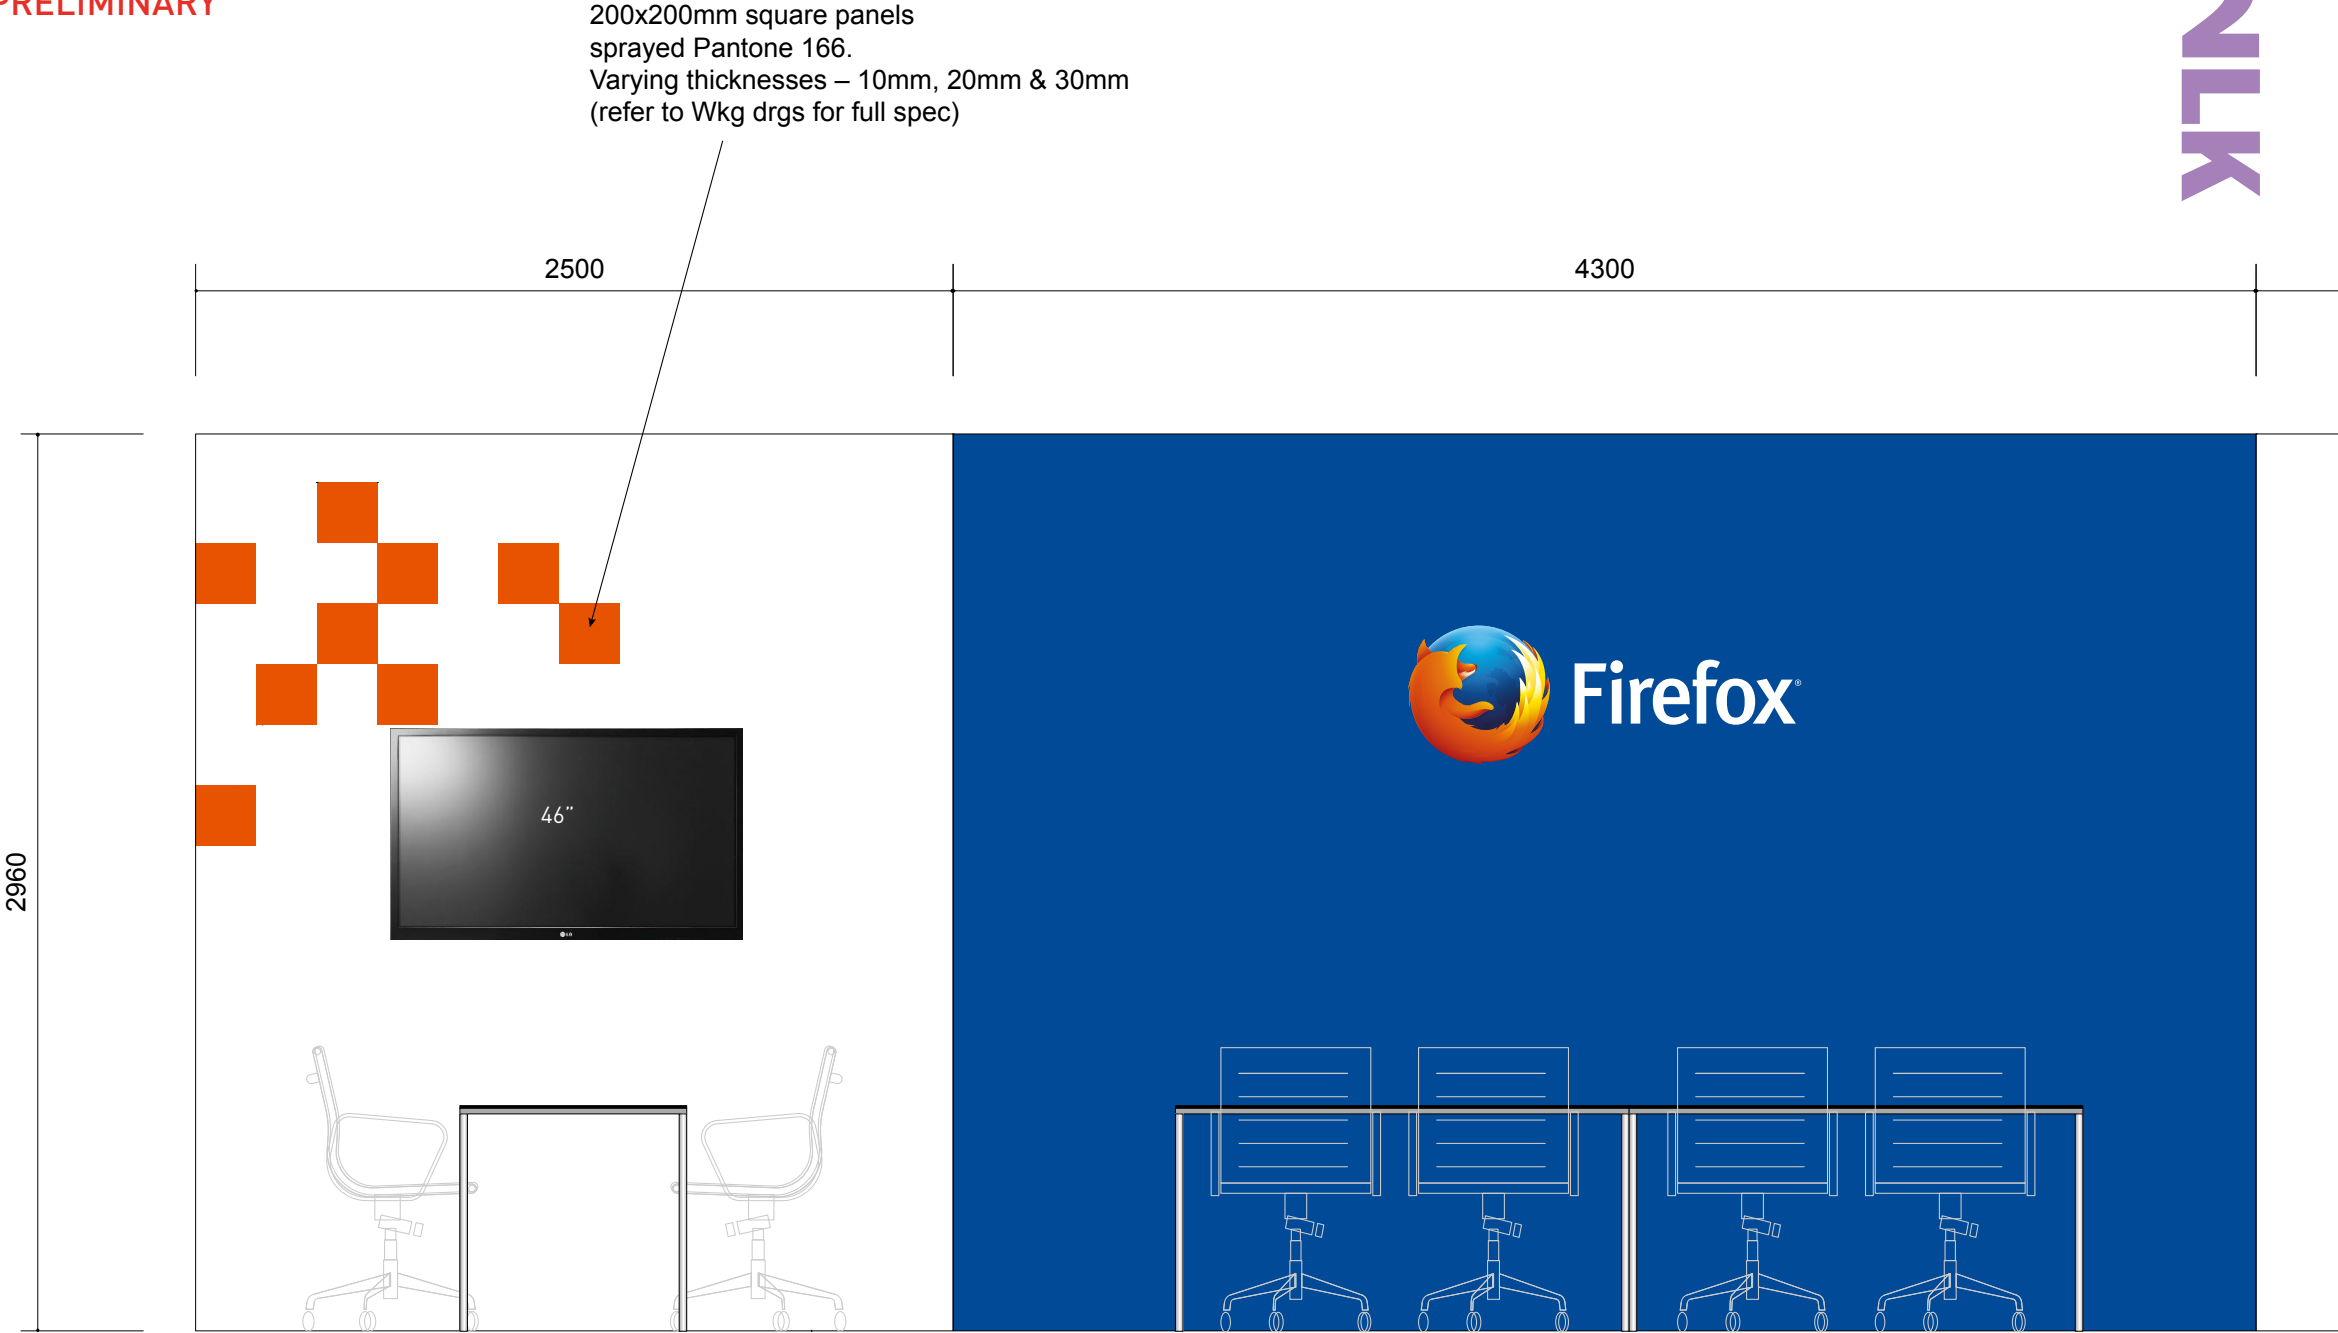 PRELIMINARY
200x200mm square panels
sprayed Pantone 166.
Varying thicknesses – 10mm, 20mm & 30mm
(refer to Wkg drgs for full spec)
2500
4300
2960
46”
LG
Firefox®